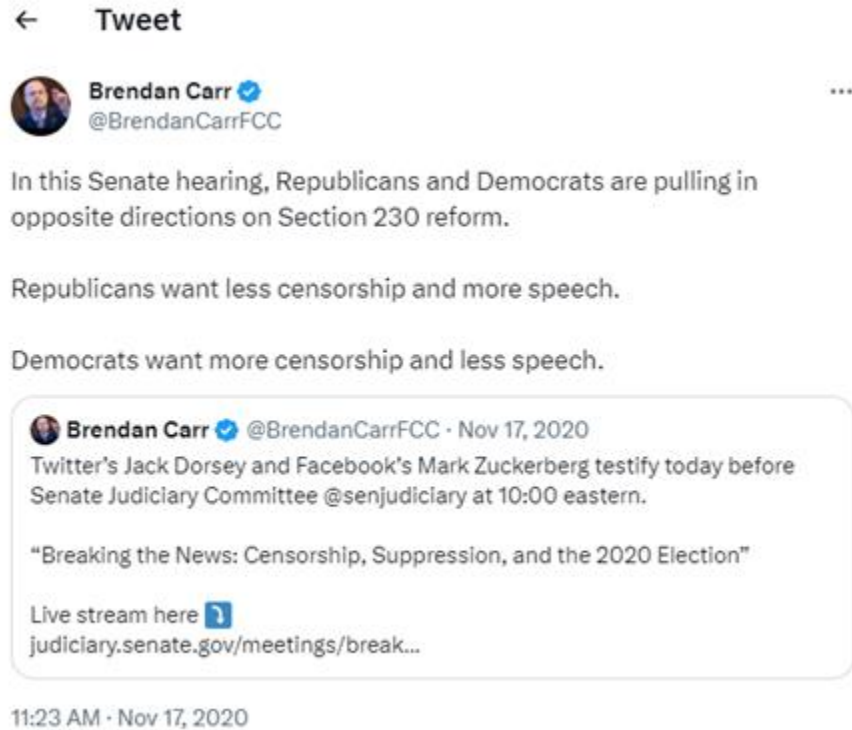 Tweet
Brendan Carr
@BrendanCarrFCC
In this Senate hearing, Republicans and Democrats are pulling in
opposite directions on Section 230 reform.
Republicans want less censorship and more speech.
Democrats want more censorship and less speech.
Brendan Carr @BrendanCarrFCC · Nov 17, 2020
Twitter’s Jack Dorsey and Facebook’s Mark Zuckerberg testify today before
Senate Judiciary Committee @senjudiciary at 10:00 eastern.
“Breaking the News: Censorship, Suppression, and the 2020 Election”
Live stream here ⤵️
judiciary.senate.gov/meetings/break...
11:23 AM · Nov 17, 2020